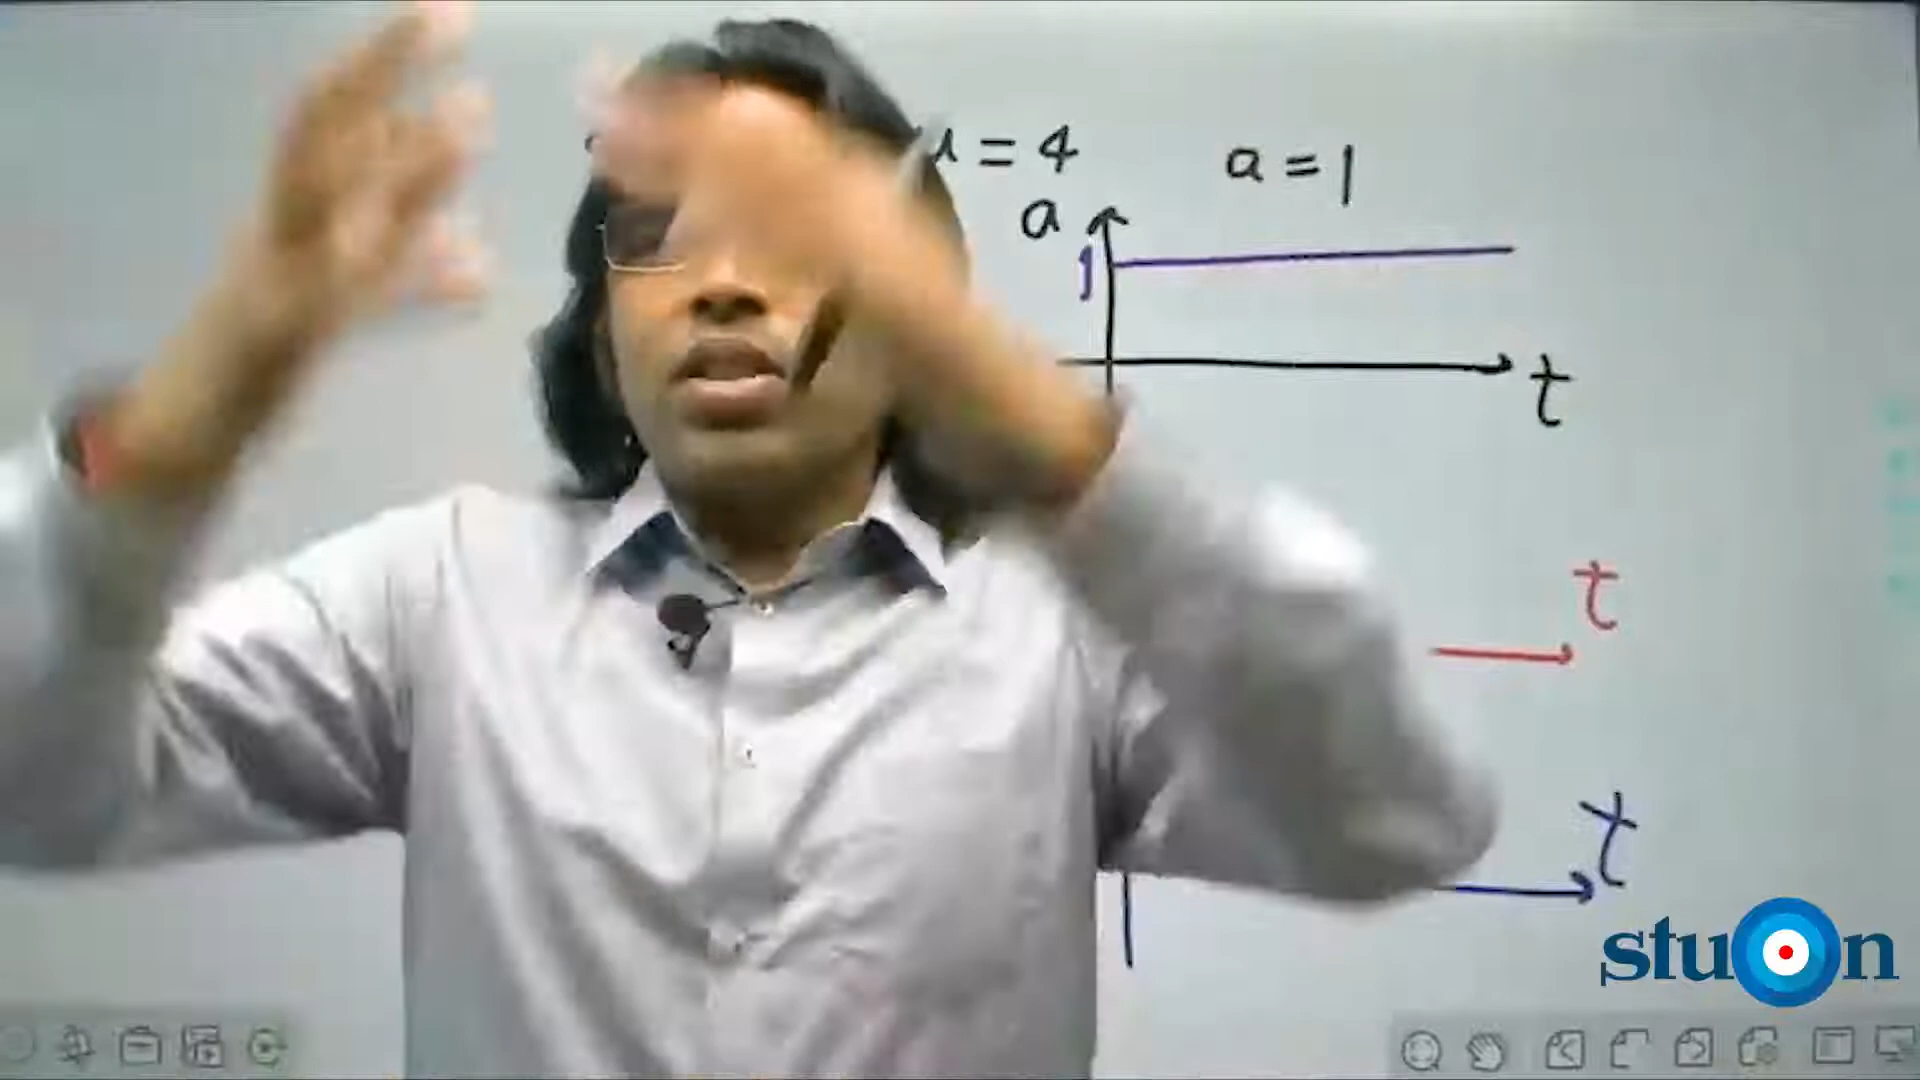 = 4
a = 1
a
1
t
t
t
stuOn